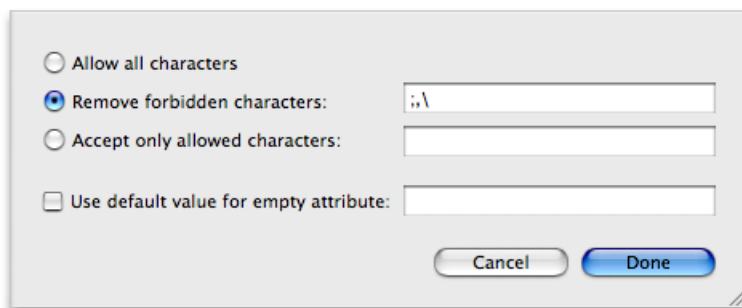 Allow all characters
Remove forbidden characters: ;,\
Accept only allowed characters:
Use default value for empty attribute:
Cancel Done